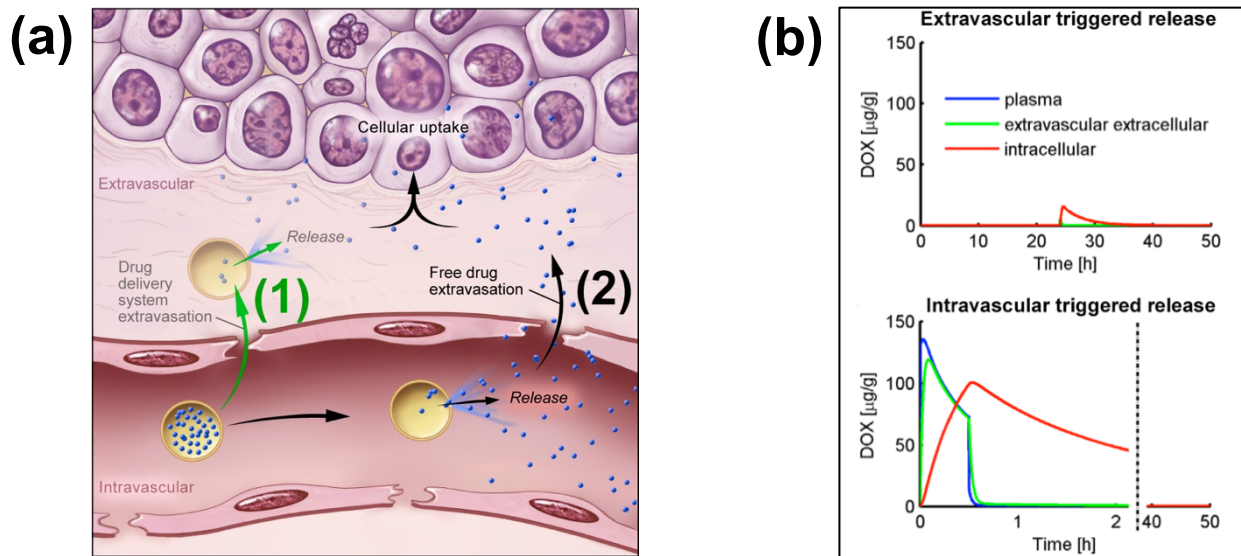 (a)
Cellular uptake
Extravascular
Release
Drug
delivery
system
extravasation
(1)
Free drug
extravasation
(2)
Release
Intravascular
(b)
Extravascular triggered release
150
100
50
0
DOX [µg/g]
plasma
extravascular extracellular
intracellular
0 10 20 30 40 50
Time [h]
Intravascular triggered release
150
100
50
0
DOX [µg/g]
0 1 2 40 50
Time [h]